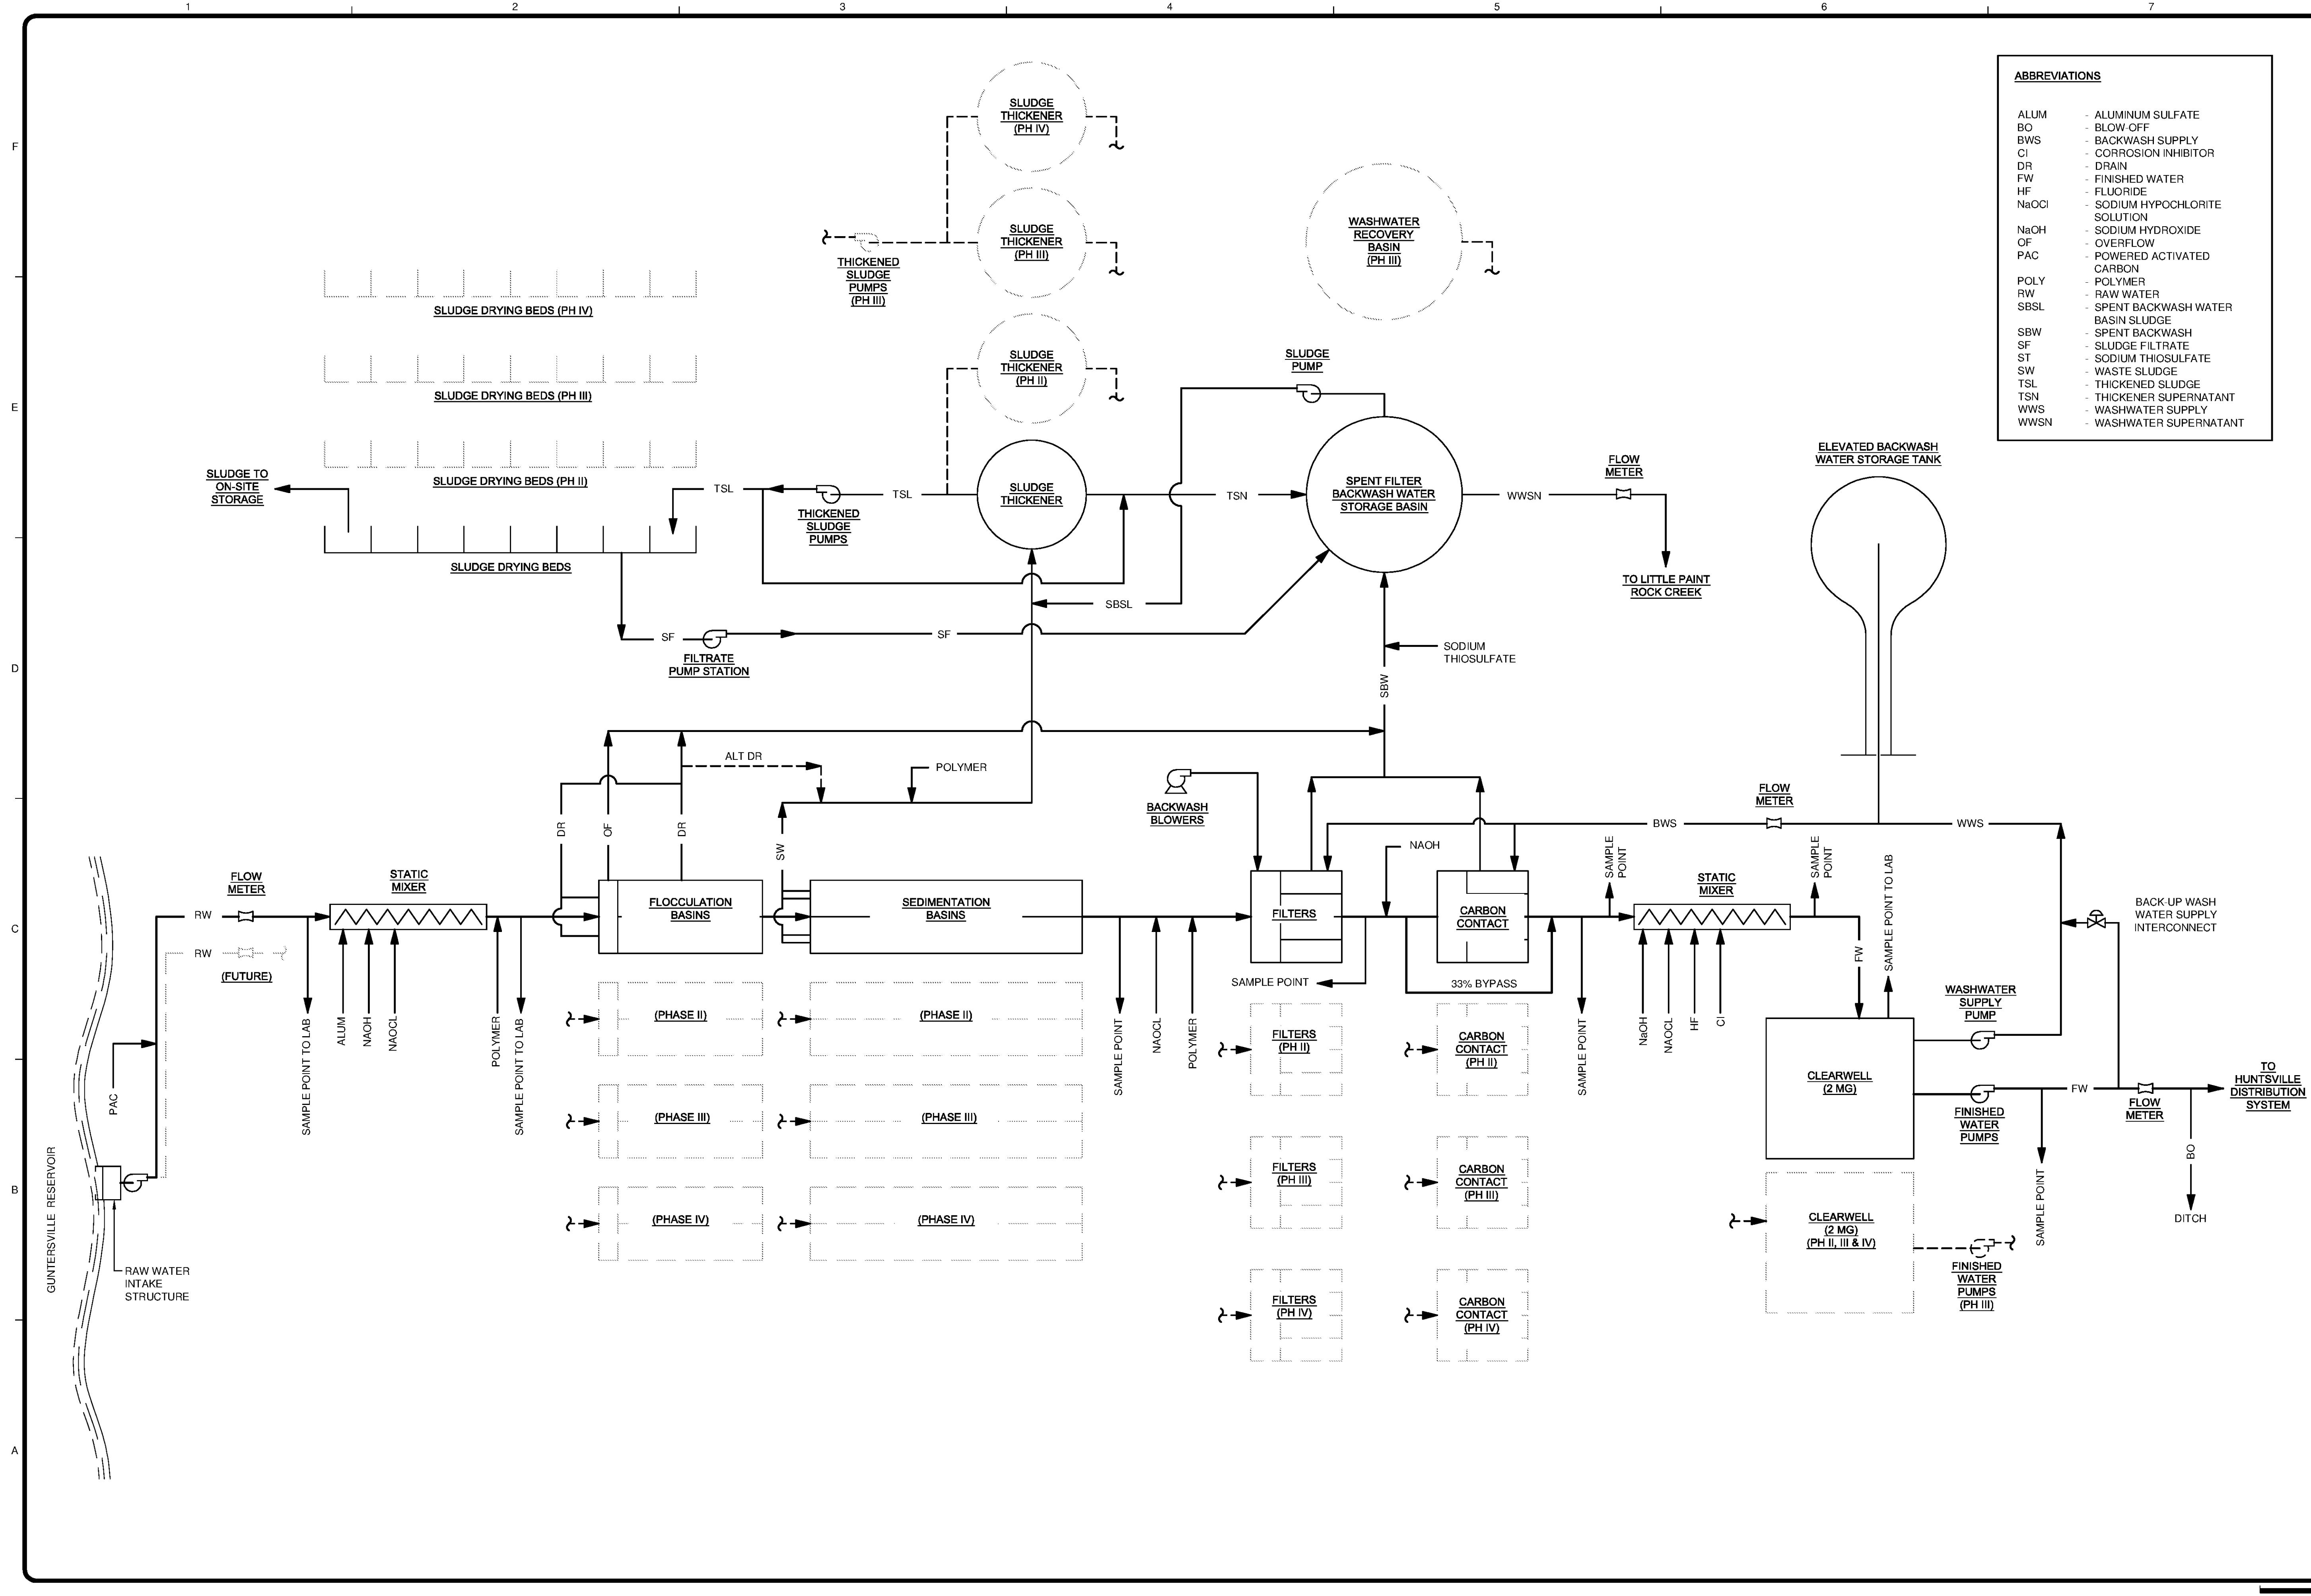 1 2 3 4 5 6 7
F
E
D
C
B
A
ABBREVIATIONS
ALUM - ALUMINUM SULFATE
BO - BLOW-OFF
BWS - BACKWASH SUPPLY
CI - CORROSION INHIBITOR
DR - DRAIN
FW - FINISHED WATER
HF - FLUORIDE
NaOCl - SODIUM HYPOCHLORITE
SOLUTION
NaOH - SODIUM HYDROXIDE
OF - OVERFLOW
PAC - POWERED ACTIVATED
CARBON
POLY - POLYMER
RW - RAW WATER
SBSL - SPENT BACKWASH WATER
BASIN SLUDGE
SBW - SPENT BACKWASH
SF - SLUDGE FILTRATE
ST - SODIUM THIOSULFATE
SW - WASTE SLUDGE
TSL - THICKENED SLUDGE
TSN - THICKENER SUPERNATANT
WWS - WASHWATER SUPPLY
WWSN - WASHWATER SUPERNATANT
SLUDGE
THICKENER
(PH IV)
SLUDGE
THICKENER
(PH III)
THICKENED
SLUDGE
PUMPS
(PH III)
WASHWATER
RECOVERY
BASIN
(PH III)
SLUDGE DRYING BEDS (PH IV)
SLUDGE DRYING BEDS (PH III)
SLUDGE DRYING BEDS (PH II)
SLUDGE
THICKENER
(PH II)
SLUDGE
PUMP
SLUDGE TO
ON-SITE
STORAGE
TSL
THICKENED
SLUDGE
PUMPS
TSL
SLUDGE
THICKENER
TSN
SPENT FILTER
BACKWASH WATER
STORAGE BASIN
WWSN
FLOW
METER
TO LITTLE PAINT
ROCK CREEK
ELEVATED BACKWASH
WATER STORAGE TANK
SLUDGE DRYING BEDS
SBSL
SF
FILTRATE
PUMP STATION
SF
SODIUM
THIOSULFATE
SBW
ALT DR
POLYMER
BACKWASH
BLOWERS
FLOW
METER
BWS
WWS
DR
OF
DR
SW
NAOH
SAMPLE
POINT
SAMPLE
POINT
SAMPLE POINT TO LAB
FLOW
METER
RW
STATIC
MIXER
FLOCCULATION
BASINS
SEDIMENTATION
BASINS
FILTERS
CARBON
CONTACT
STATIC
MIXER
FW
BACK-UP WASH
WATER SUPPLY
INTERCONNECT
RW
(FUTURE)
SAMPLE POINT
33% BYPASS
PAC
SAMPLE POINT TO LAB
ALUM
NAOH
NAOCL
POLYMER
SAMPLE POINT TO LAB
SAMPLE POINT
NAOCL
POLYMER
SAMPLE POINT
NaOH
NAOCL
HF
CI
WASHWATER
SUPPLY
PUMP
(PHASE II)
(PHASE II)
FILTERS
(PH II)
CARBON
CONTACT
(PH II)
CLEARWELL
(2 MG)
FINISHED
WATER
PUMPS
FW
FLOW
METER
TO
HUNTSVILLE
DISTRIBUTION
SYSTEM
SAMPLE POINT
BO
DITCH
(PHASE III)
(PHASE III)
FILTERS
(PH III)
CARBON
CONTACT
(PH III)
GUNTERSVILLE RESERVOIR
RAW WATER
INTAKE
STRUCTURE
(PHASE IV)
(PHASE IV)
FILTERS
(PH IV)
CARBON
CONTACT
(PH IV)
CLEARWELL
(2 MG)
(PH II, III & IV)
FINISHED
WATER
PUMPS
(PH III)